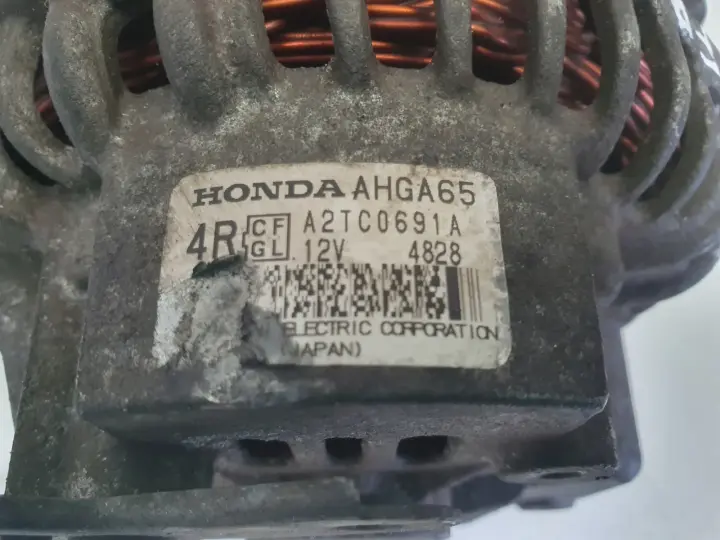 HONDA AHGA65
4R CF GL A2TC0691A
12V 4828
ELECTRIC CORPORATION
(JAPAN)